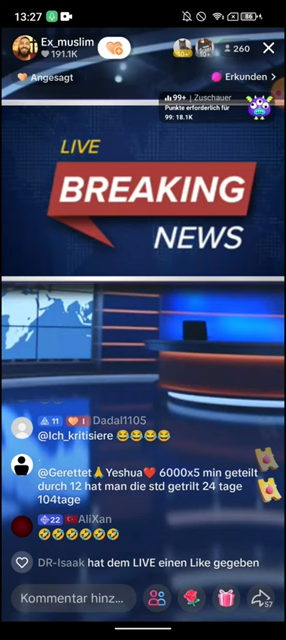 13:27
86
Ex_muslim
191.1K
260
10+
Angesagt
Erkunden >
99+ | Zuschauer
Punkte erforderlich für
99: 18.1K
LIVE
BREAKING
NEWS
11 I Dadal1105
@Ich_kritisiere 😂😂😂😂
.
@Gerettet🙏Yeshua❤️ 6000x5 min geteilt
durch 12 hat man die std getrilt 24 tage
104tage
22 🇹🇷AliXan
🤣🤣🤣🤣🤣🤣
DR-Isaak hat dem LIVE einen Like gegeben
Kommentar hinz...
57